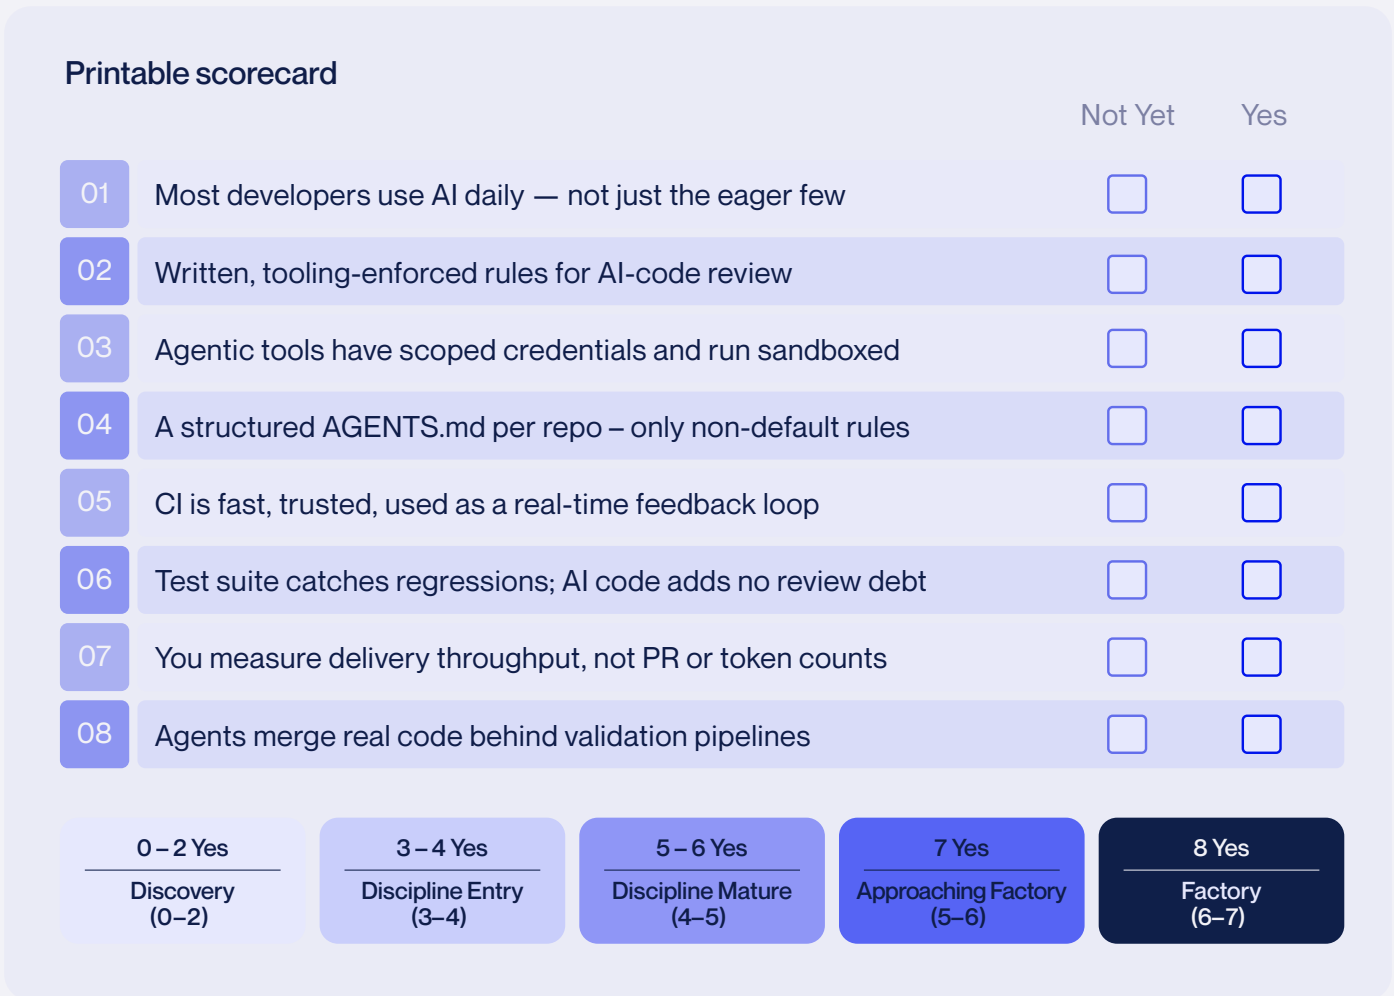 Printable scorecard
Not Yet Yes
01 Most developers use AI daily — not just the eager few
02 Written, tooling-enforced rules for AI-code review
03 Agentic tools have scoped credentials and run sandboxed
04 A structured AGENTS.md per repo – only non-default rules
05 CI is fast, trusted, used as a real-time feedback loop
06 Test suite catches regressions; AI code adds no review debt
07 You measure delivery throughput, not PR or token counts
08 Agents merge real code behind validation pipelines
0 – 2 Yes
Discovery
(0–2)
3 – 4 Yes
Discipline Entry
(3–4)
5 – 6 Yes
Discipline Mature
(4–5)
7 Yes
Approaching Factory
(5–6)
8 Yes
Factory
(6–7)